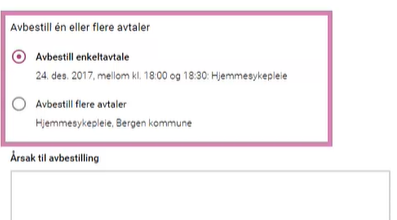 Avbestill én eller flere avtaler
Avbestill enkeltavtale
24. des. 2017, mellom kl. 18:00 og 18:30: Hjemmesykepleie
Avbestill flere avtaler
Hjemmesykepleie, Bergen kommune
Årsak til avbestilling